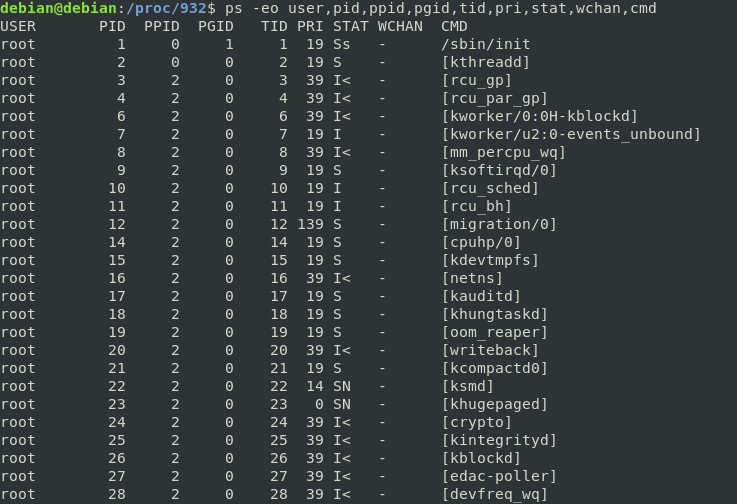 debian@debian:/proc/932$ ps -eo user,pid,ppid,pgid,tid,pri,stat,wchan,cmd
USER       PID  PPID  PGID   TID PRI STAT WCHAN  CMD
root         1     0     1     1  19 Ss   -      /sbin/init
root         2     0     0     2  19 S    -      [kthreadd]
root         3     2     0     3  39 I<   -      [rcu_gp]
root         4     2     0     4  39 I<   -      [rcu_par_gp]
root         6     2     0     6  39 I<   -      [kworker/0:0H-kblockd]
root         7     2     0     7  19 I    -      [kworker/u2:0-events_unbound]
root         8     2     0     8  39 I<   -      [mm_percpu_wq]
root         9     2     0     9  19 S    -      [ksoftirqd/0]
root        10     2     0    10  19 I    -      [rcu_sched]
root        11     2     0    11  19 I    -      [rcu_bh]
root        12     2     0    12 139 S    -      [migration/0]
root        14     2     0    14  19 S    -      [cpuhp/0]
root        15     2     0    15  19 S    -      [kdevtmpfs]
root        16     2     0    16  39 I<   -      [netns]
root        17     2     0    17  19 S    -      [kauditd]
root        18     2     0    18  19 S    -      [khungtaskd]
root        19     2     0    19  19 S    -      [oom_reaper]
root        20     2     0    20  39 I<   -      [writeback]
root        21     2     0    21  19 S    -      [kcompactd0]
root        22     2     0    22  14 SN   -      [ksmd]
root        23     2     0    23   0 SN   -      [khugepaged]
root        24     2     0    24  39 I<   -      [crypto]
root        25     2     0    25  39 I<   -      [kintegrityd]
root        26     2     0    26  39 I<   -      [kblockd]
root        27     2     0    27  39 I<   -      [edac-poller]
root        28     2     0    28  39 I<   -      [devfreq_wq]